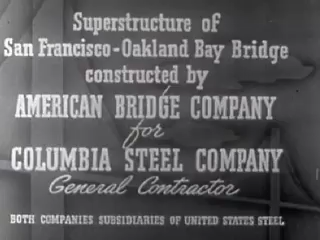 Superstructure of
San Francisco-Oakland Bay Bridge
constructed by
AMERICAN BRIDGE COMPANY
for
COLUMBIA STEEL COMPANY
General Contractor
BOTH COMPANIES SUBSIDIARIES OF UNITED STATES STEEL